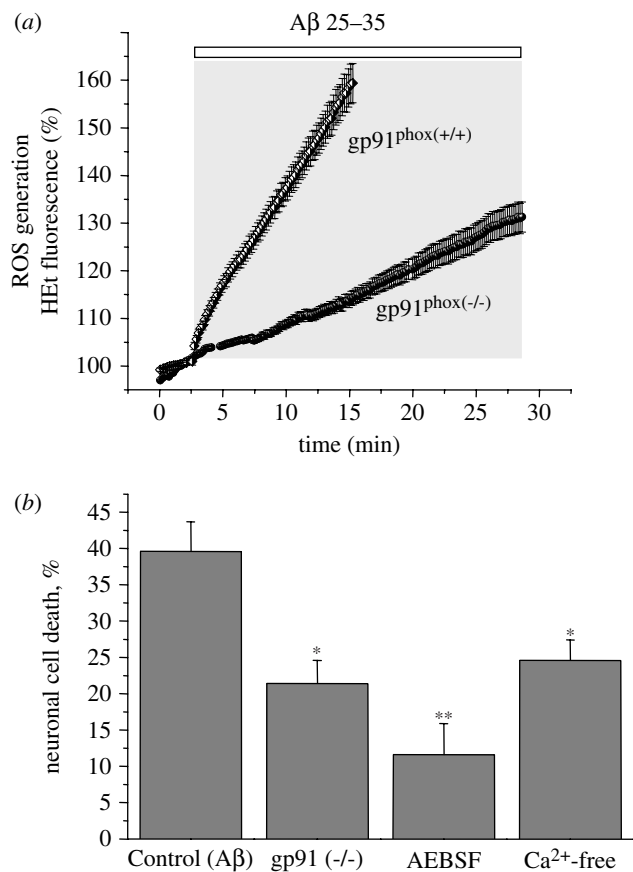 (a)
Aβ 25–35
160
150
140
130
120
110
100
ROS generation
HEt fluorescence (%)
gp91phox(+/+)
gp91phox(-/-)
0 5 10 15 20 25 30
time (min)
(b)
45
40
35
30
25
20
15
10
5
0
neuronal cell death, %
*
**
*
Control (Aβ) gp91 (-/-) AEBSF Ca2+-free